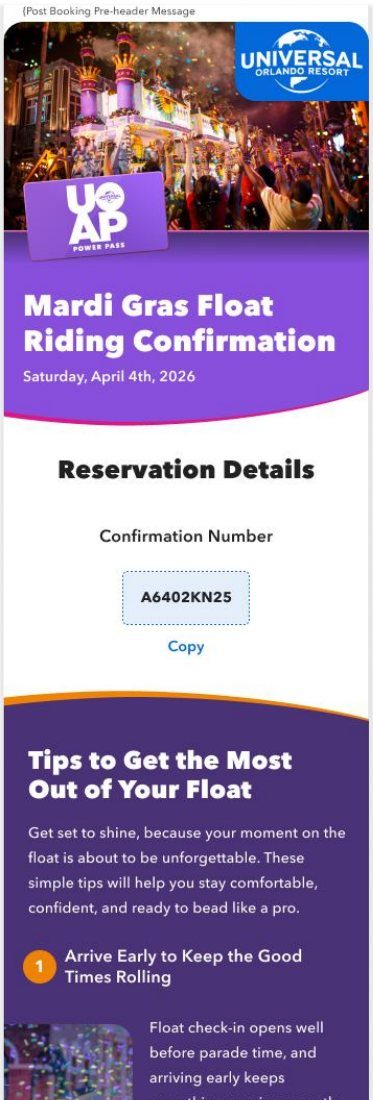 (Post Booking Pre-header Message
UNIVERSAL
ORLANDO RESORT
UO
AP
POWER PASS
Mardi Gras Float
Riding Confirmation
Saturday, April 4th, 2026
Reservation Details
Confirmation Number
A6402KN25
Copy
Tips to Get the Most
Out of Your Float
Get set to shine, because your moment on the
float is about to be unforgettable. These
simple tips will help you stay comfortable,
confident, and ready to bead like a pro.
1 Arrive Early to Keep the Good
Times Rolling
Float check-in opens well
before parade time, and
arriving early keeps